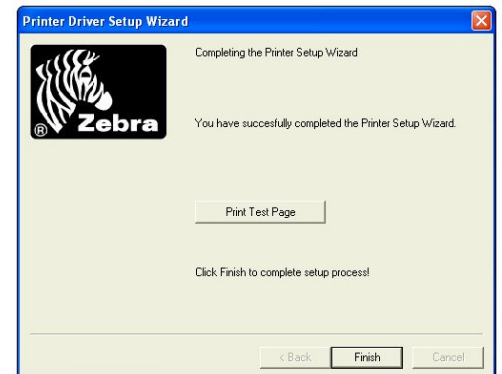 Printer Driver Setup Wizard
Completing the Printer Setup Wizard
Zebra
®
You have succesfully completed the Printer Setup Wizard.
Print Test Page
Click Finish to complete setup process!
< Back
Finish
Cancel